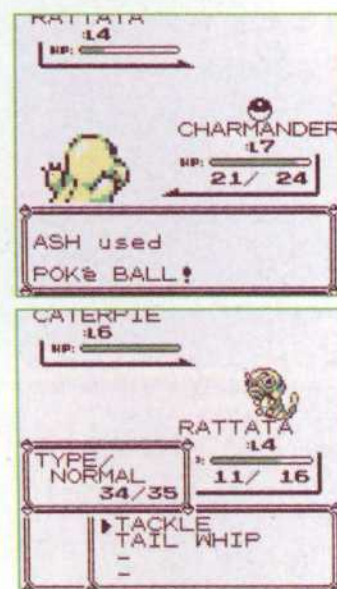 RATTATA
:L4
HP:
CHARMANDER
:L7
HP:
21/ 24
ASH used
POKé BALL!
CATERPIE
:L6
HP:
RATTATA
:L4
11/ 16
TYPE/
NORMAL
34/35
▶TACKLE
TAIL WHIP
-
-